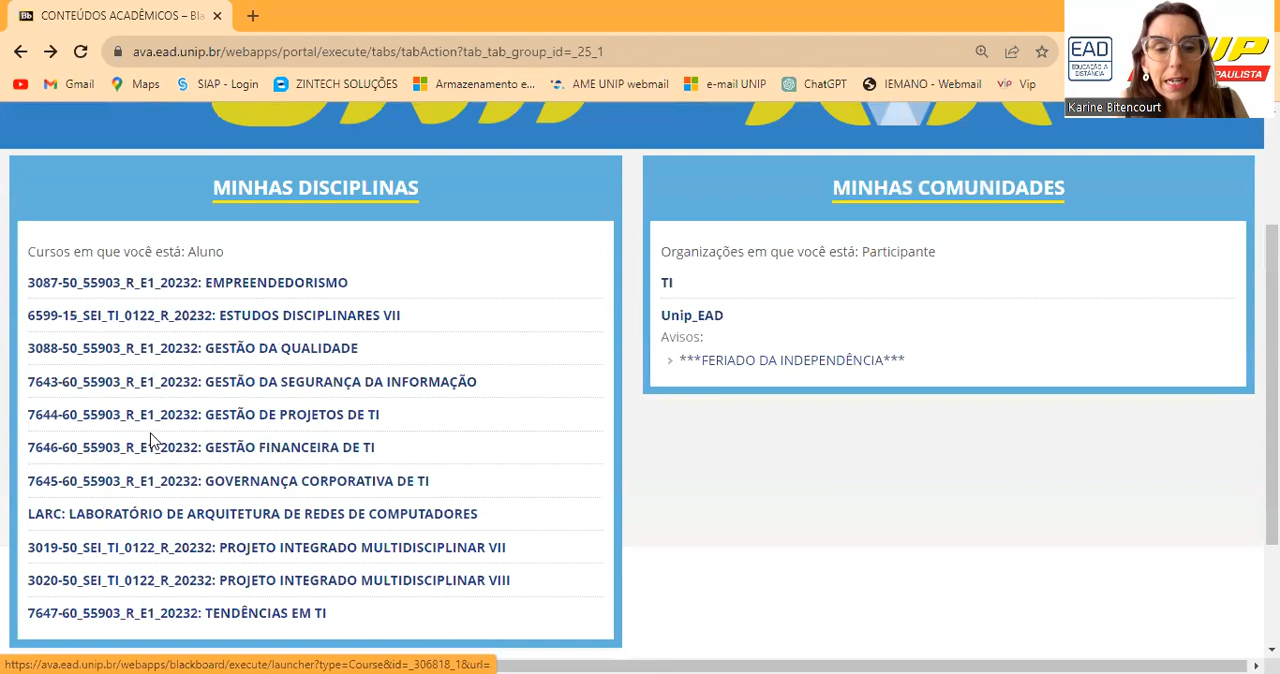 CONTEÚDOS ACADÊMICOS – Bla
ava.ead.unip.br/webapps/portal/execute/tabs/tabAction?tab_tab_group_id=_25_1
Gmail
Maps
SIAP - Login
ZINTECH SOLUÇÕES
Armazenamento e...
AME UNIP webmail
e-mail UNIP
ChatGPT
IEMANO - Webmail
VIP Vip
EAD
EDUCAÇÃO A
DISTÂNCIA
PAULISTA
Karine Bitencourt
MINHAS DISCIPLINAS
Cursos em que você está: Aluno
3087-50_55903_R_E1_20232: EMPREENDEDORISMO
6599-15_SEI_TI_0122_R_20232: ESTUDOS DISCIPLINARES VII
3088-50_55903_R_E1_20232: GESTÃO DA QUALIDADE
7643-60_55903_R_E1_20232: GESTÃO DA SEGURANÇA DA INFORMAÇÃO
7644-60_55903_R_E1_20232: GESTÃO DE PROJETOS DE TI
7646-60_55903_R_E1_20232: GESTÃO FINANCEIRA DE TI
7645-60_55903_R_E1_20232: GOVERNANÇA CORPORATIVA DE TI
LARC: LABORATÓRIO DE ARQUITETURA DE REDES DE COMPUTADORES
3019-50_SEI_TI_0122_R_20232: PROJETO INTEGRADO MULTIDISCIPLINAR VII
3020-50_SEI_TI_0122_R_20232: PROJETO INTEGRADO MULTIDISCIPLINAR VIII
7647-60_55903_R_E1_20232: TENDÊNCIAS EM TI
MINHAS COMUNIDADES
Organizações em que você está: Participante
TI
Unip_EAD
Avisos:
***FERIADO DA INDEPENDÊNCIA***
https://ava.ead.unip.br/webapps/blackboard/execute/launcher?type=Course&id=_306818_1&url=